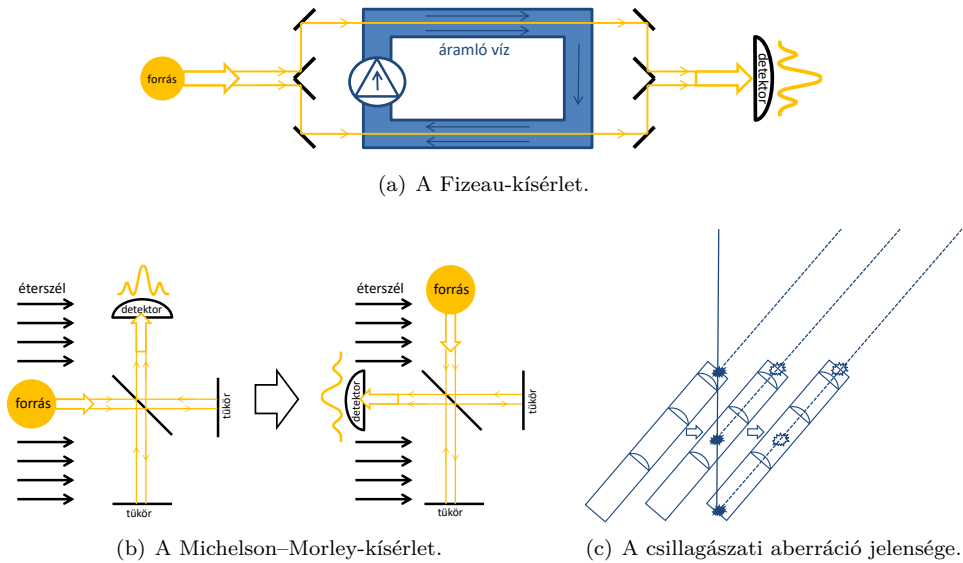 forrás
áramló víz
detektor
(a) A Fizeau-kísérlet.
éterszél
detektor
forrás
tükör
tükör
éterszél
forrás
detektor
tükör
tükör
(b) A Michelson–Morley-kísérlet.
(c) A csillagászati aberráció jelensége.